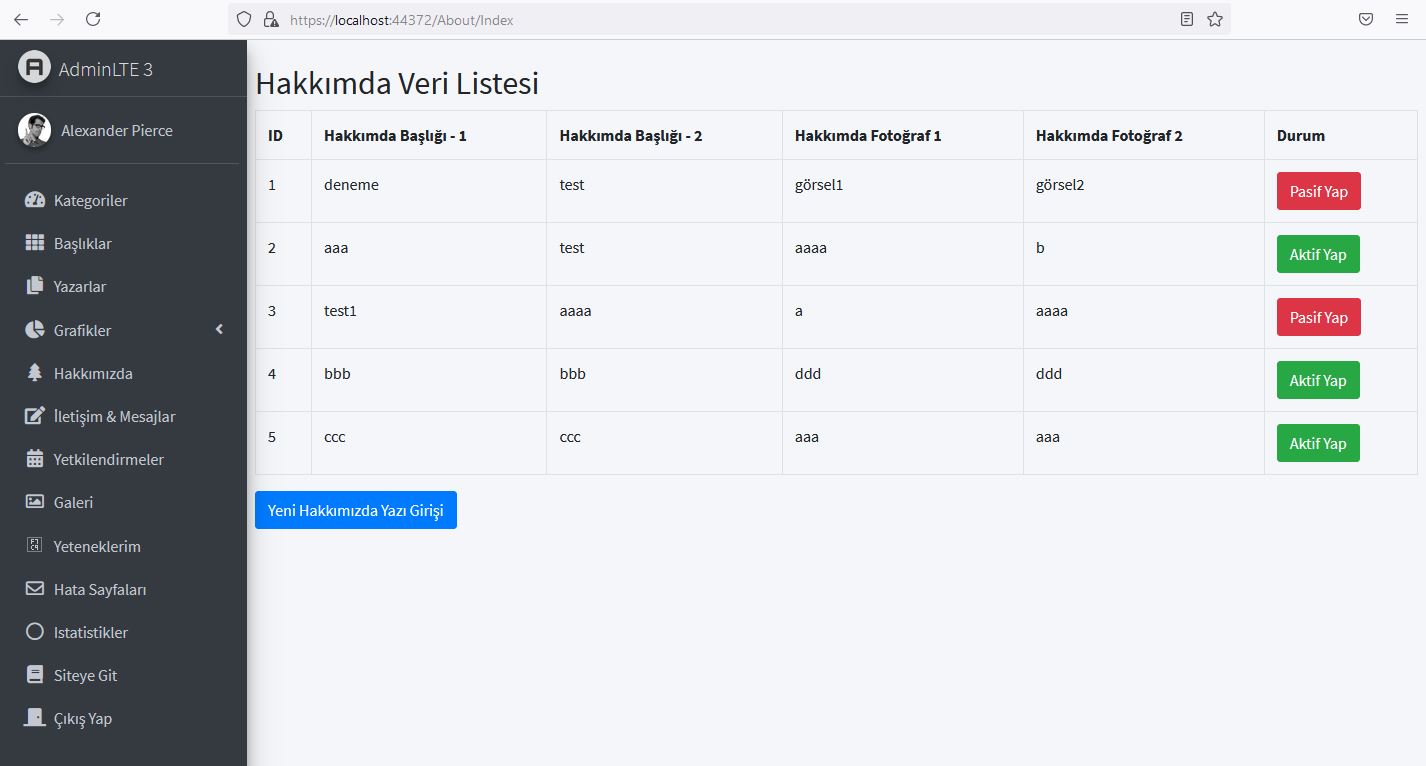 https://localhost:44372/About/Index
AdminLTE 3
Alexander Pierce
Kategoriler
Başlıklar
Yazarlar
Grafikler
Hakkımızda
İletişim & Mesajlar
Yetkilendirmeler
Galeri
Yeteneklerim
Hata Sayfaları
Istatistikler
Siteye Git
Çıkış Yap
Hakkımda Veri Listesi
ID Hakkımda Başlığı - 1 Hakkımda Başlığı - 2 Hakkımda Fotoğraf 1 Hakkımda Fotoğraf 2 Durum
1 deneme test görsel1 görsel2 Pasif Yap
2 aaa test aaaa b Aktif Yap
3 test1 aaaa a aaaa Pasif Yap
4 bbb bbb ddd ddd Aktif Yap
5 ccc ccc aaa aaa Aktif Yap
Yeni Hakkımızda Yazı Girişi